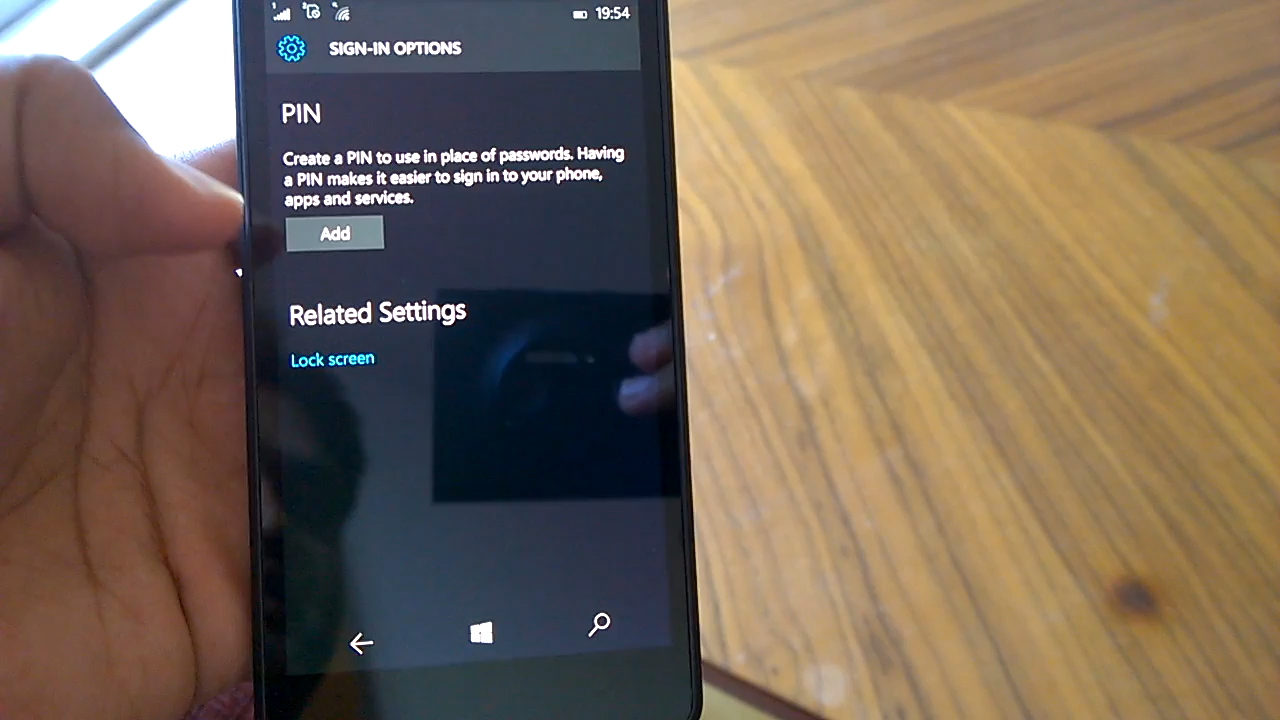 19:54
SIGN-IN OPTIONS
PIN
Create a PIN to use in place of passwords. Having
a PIN makes it easier to sign in to your phone,
apps and services.
Add
Related Settings
Lock screen